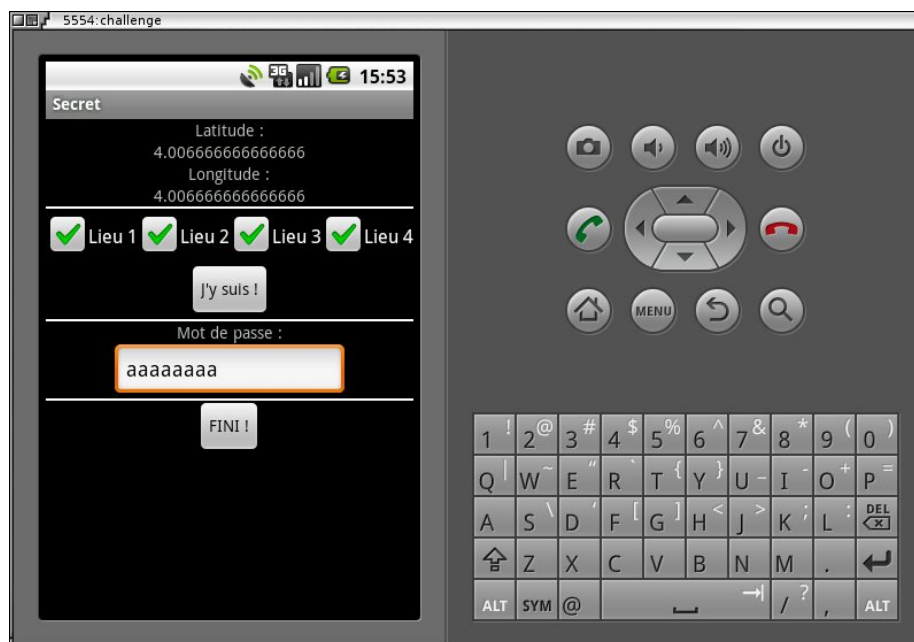 5554:challenge
3G 15:53
Secret
Latitude :
4.006666666666666
Longitude :
4.006666666666666
Lieu 1 Lieu 2 Lieu 3 Lieu 4
J'y suis !
Mot de passe :
aaaaaaaa
FINI !
MENU
1 ! 2 @ 3 # 4 $ 5 % 6 ^ 7 & 8 * 9 ( 0 )
Q | W ~ E " R ` T { Y } U _ I - O + P =
A S \ D ' F [ G ] H < J > K ; L : DEL
Z X C V B N M .
ALT SYM @ / ? , ALT